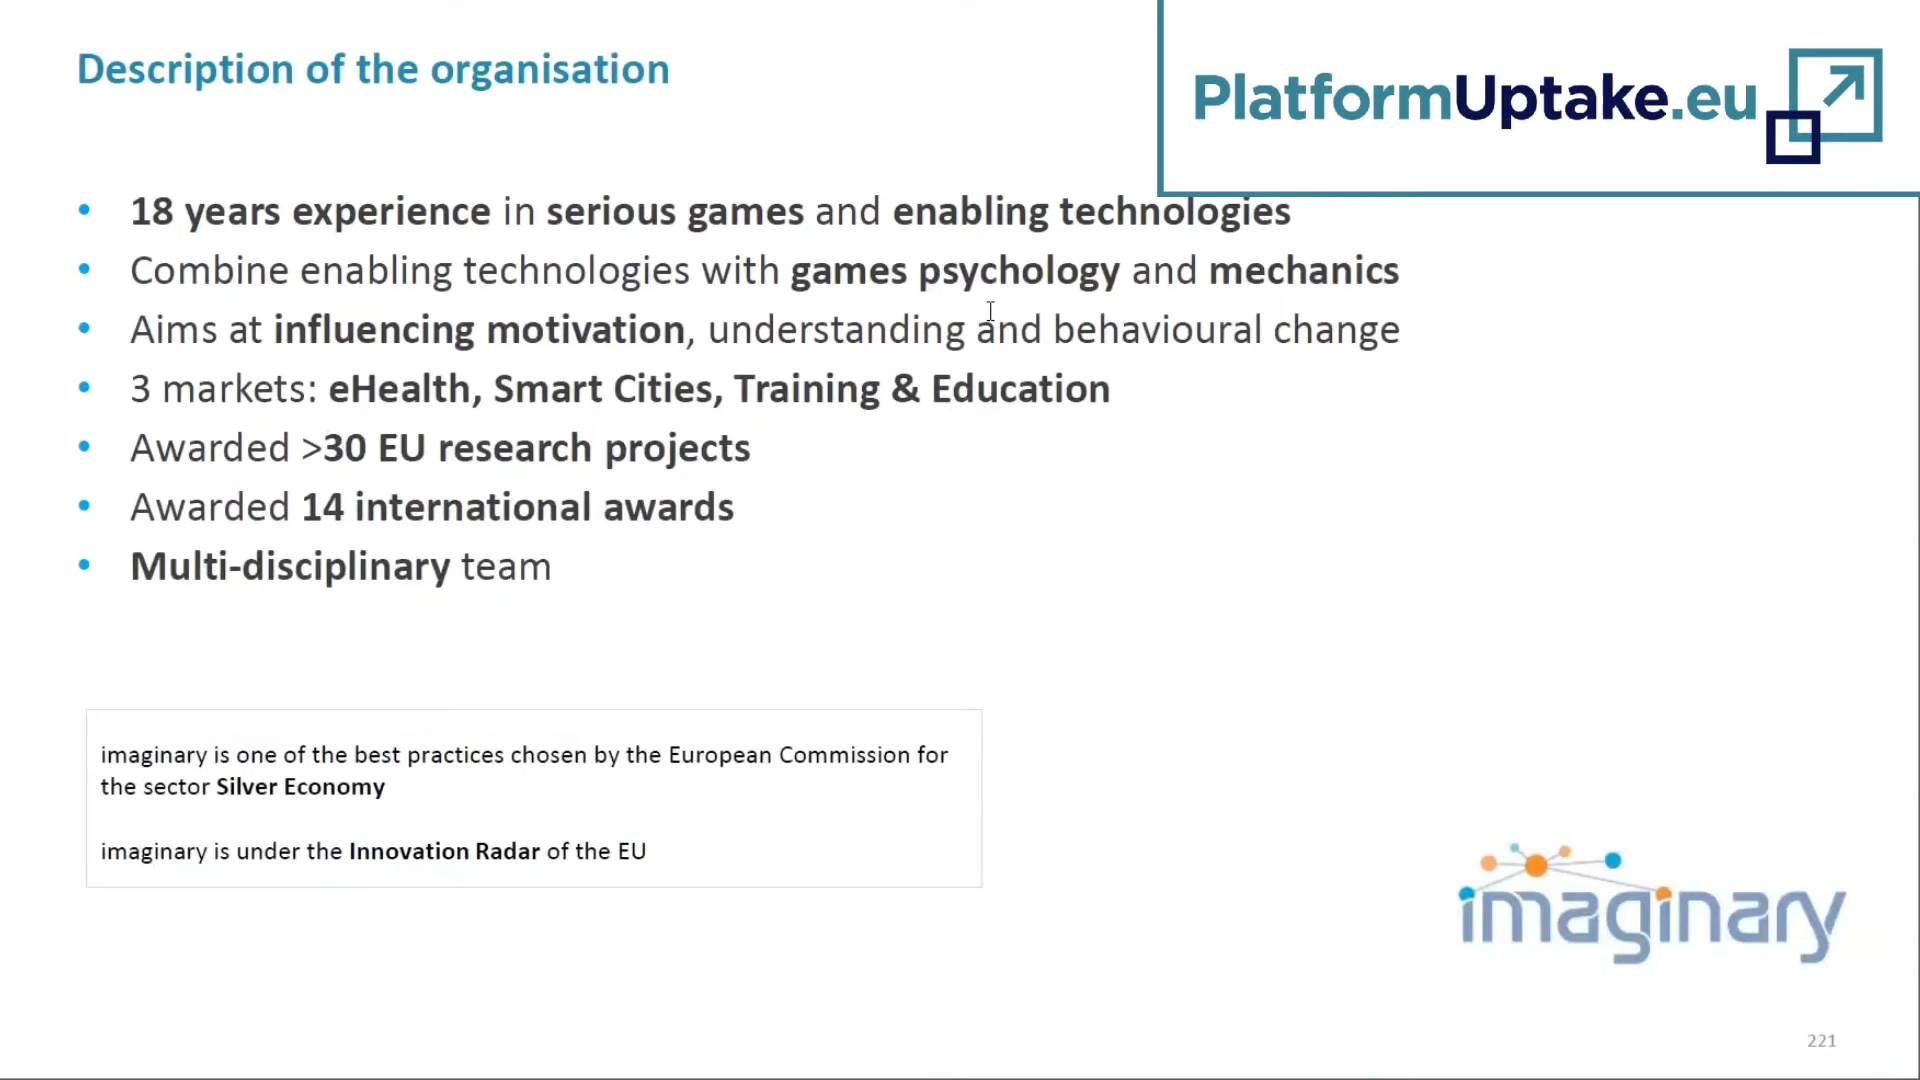 Description of the organisation
PlatformUptake.eu
• 18 years experience in serious games and enabling technologies
• Combine enabling technologies with games psychology and mechanics
• Aims at influencing motivation, understanding and behavioural change
• 3 markets: eHealth, Smart Cities, Training & Education
• Awarded >30 EU research projects
• Awarded 14 international awards
• Multi-disciplinary team
imaginary is one of the best practices chosen by the European Commission for
the sector Silver Economy
imaginary is under the Innovation Radar of the EU
imaginary
221